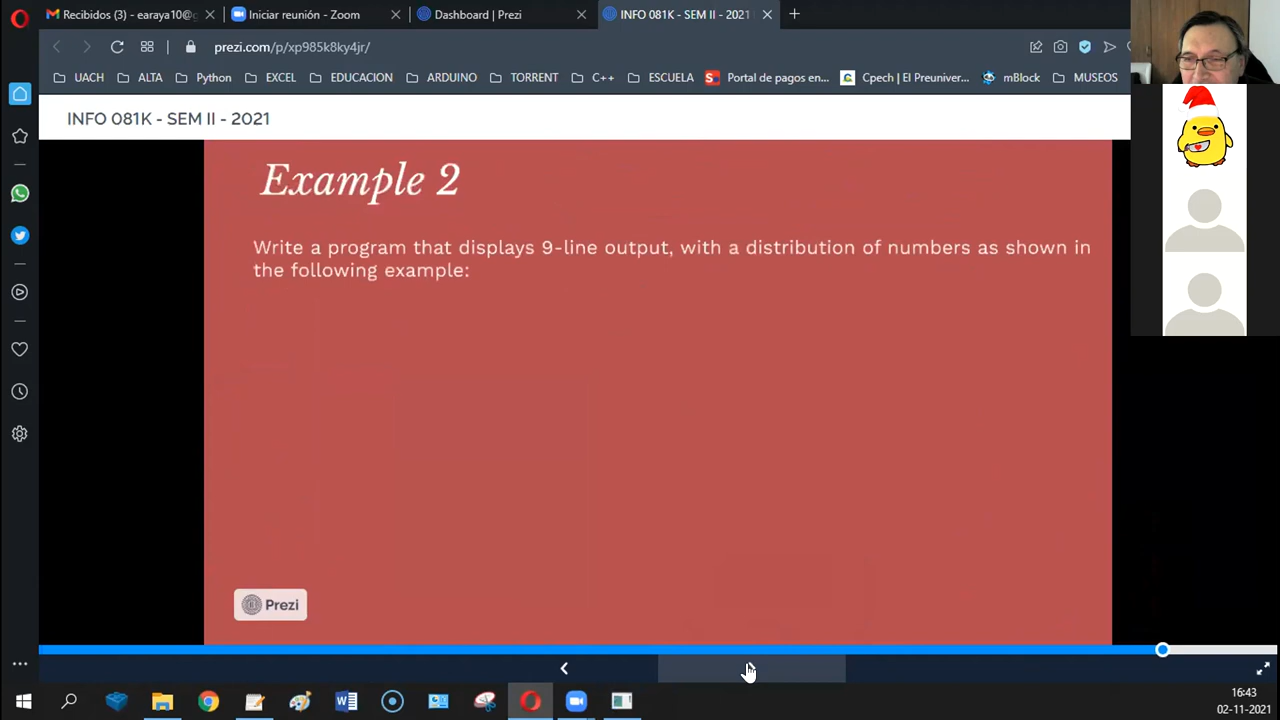 Recibidos (3) - earaya10@g
Iniciar reunión - Zoom
Dashboard | Prezi
INFO 081K - SEM II - 2021
prezi.com/p/xp985k8ky4jr/
UACH
ALTA
Python
EXCEL
EDUCACION
ARDUINO
TORRENT
C++
ESCUELA
Portal de pagos en...
Cpech | El Preuniver...
mBlock
MUSEOS
INFO 081K - SEM II - 2021
Example 2
Write a program that displays 9-line output, with a distribution of numbers as shown in
the following example:
Prezi
16:43
02-11-2021